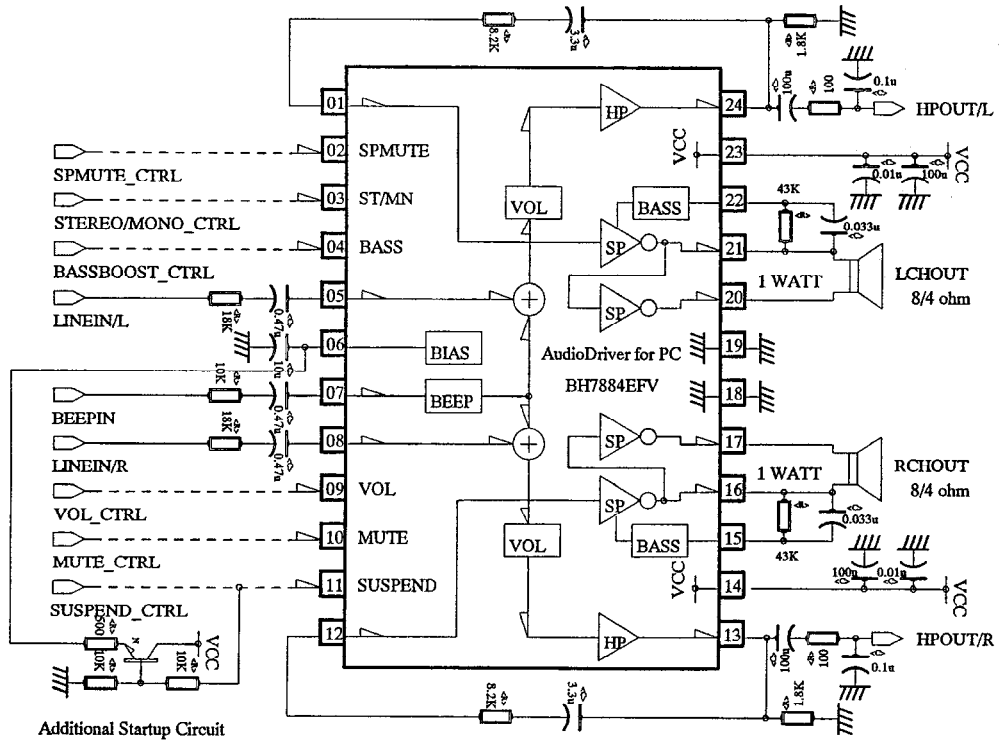 8.2K
3.3u
1.8K
100u
100
0.1u
HPOUT/L
01
HP
24
02
SPMUTE
SPMUTE_CTRL
VCC
23
0.01u
100u
VCC
03
ST/MN
STEREO/MONO_CTRL
VOL
BASS
22
43K
0.033u
04
BASS
BASSBOOST_CTRL
SP
21
1 WATT
LCHOUT
8/4 ohm
05
LINEIN/L
18K
0.47u
+
SP
20
06
10u
BIAS
AudioDriver for PC
BH7884EFV
19
10K
07
BEEPIN
0.47u
BEEP
18
18K
08
LINEIN/R
0.47u
+
SP
17
1 WATT
RCHOUT
8/4 ohm
09
VOL
VOL_CTRL
SP
16
0.033u
10
MUTE
MUTE_CTRL
VOL
BASS
15
43K
11
SUSPEND
SUSPEND_CTRL
VCC
14
100u
0.01u
VCC
500
N
VCC
12
HP
13
100u
100
0.1u
HPOUT/R
10K
10K
8.2K
3.3u
1.8K
Additional Startup Circuit